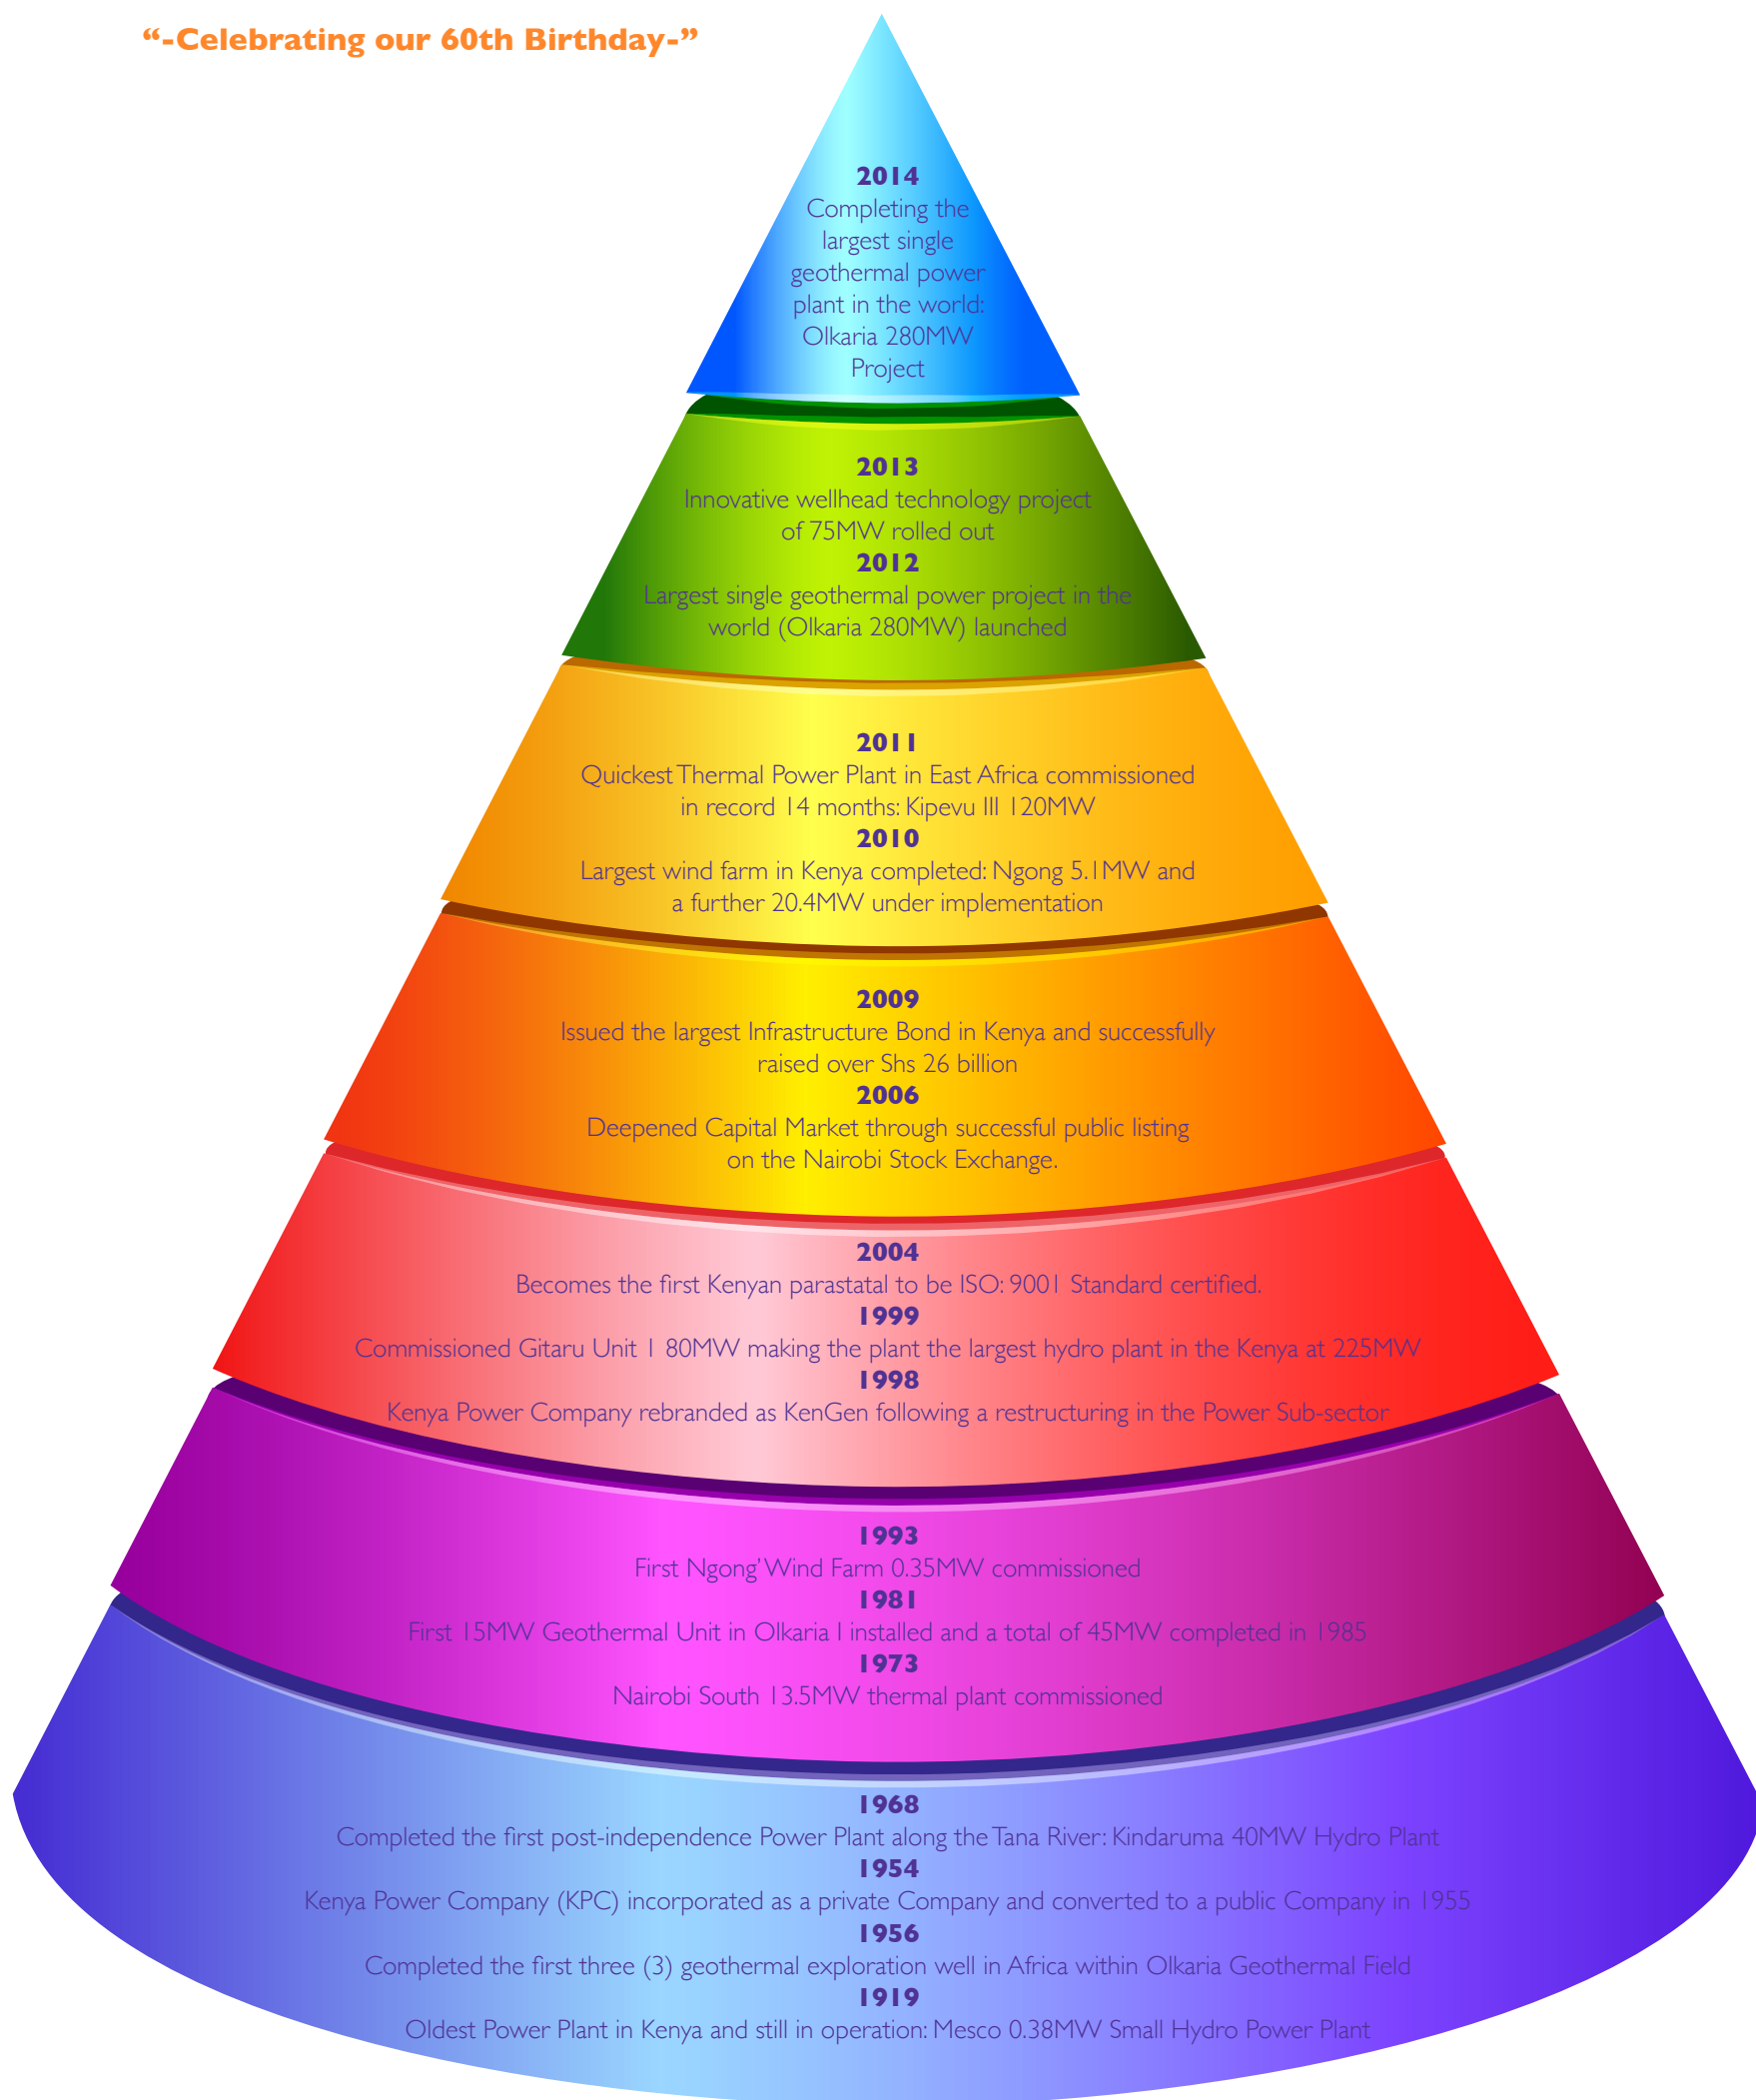 “-Celebrating our 60th Birthday-”
2014
Completing the
largest single
geothermal power
plant in the world:
Olkaria 280MW
Project
2013
Innovative wellhead technology project
of 75MW rolled out
2012
Largest single geothermal power project in the
world (Olkaria 280MW) launched
2011
Quickest Thermal Power Plant in East Africa commissioned
in record 14 months: Kipevu III 120MW
2010
Largest wind farm in Kenya completed: Ngong 5.1MW and
a further 20.4MW under implementation
2009
Issued the largest Infrastructure Bond in Kenya and successfully
raised over Shs 26 billion
2006
Deepened Capital Market through successful public listing
on the Nairobi Stock Exchange.
2004
Becomes the first Kenyan parastatal to be ISO: 9001 Standard certified.
1999
Commissioned Gitaru Unit 1 80MW making the plant the largest hydro plant in the Kenya at 225MW
1998
Kenya Power Company rebranded as KenGen following a restructuring in the Power Sub-sector
1993
First Ngong’ Wind Farm 0.35MW commissioned
1981
First 15MW Geothermal Unit in Olkaria I installed and a total of 45MW completed in 1985
1973
Nairobi South 13.5MW thermal plant commissioned
1968
Completed the first post-independence Power Plant along the Tana River: Kindaruma 40MW Hydro Plant
1954
Kenya Power Company (KPC) incorporated as a private Company and converted to a public Company in 1955
1956
Completed the first three (3) geothermal exploration well in Africa within Olkaria Geothermal Field
1919
Oldest Power Plant in Kenya and still in operation: Mesco 0.38MW Small Hydro Power Plant